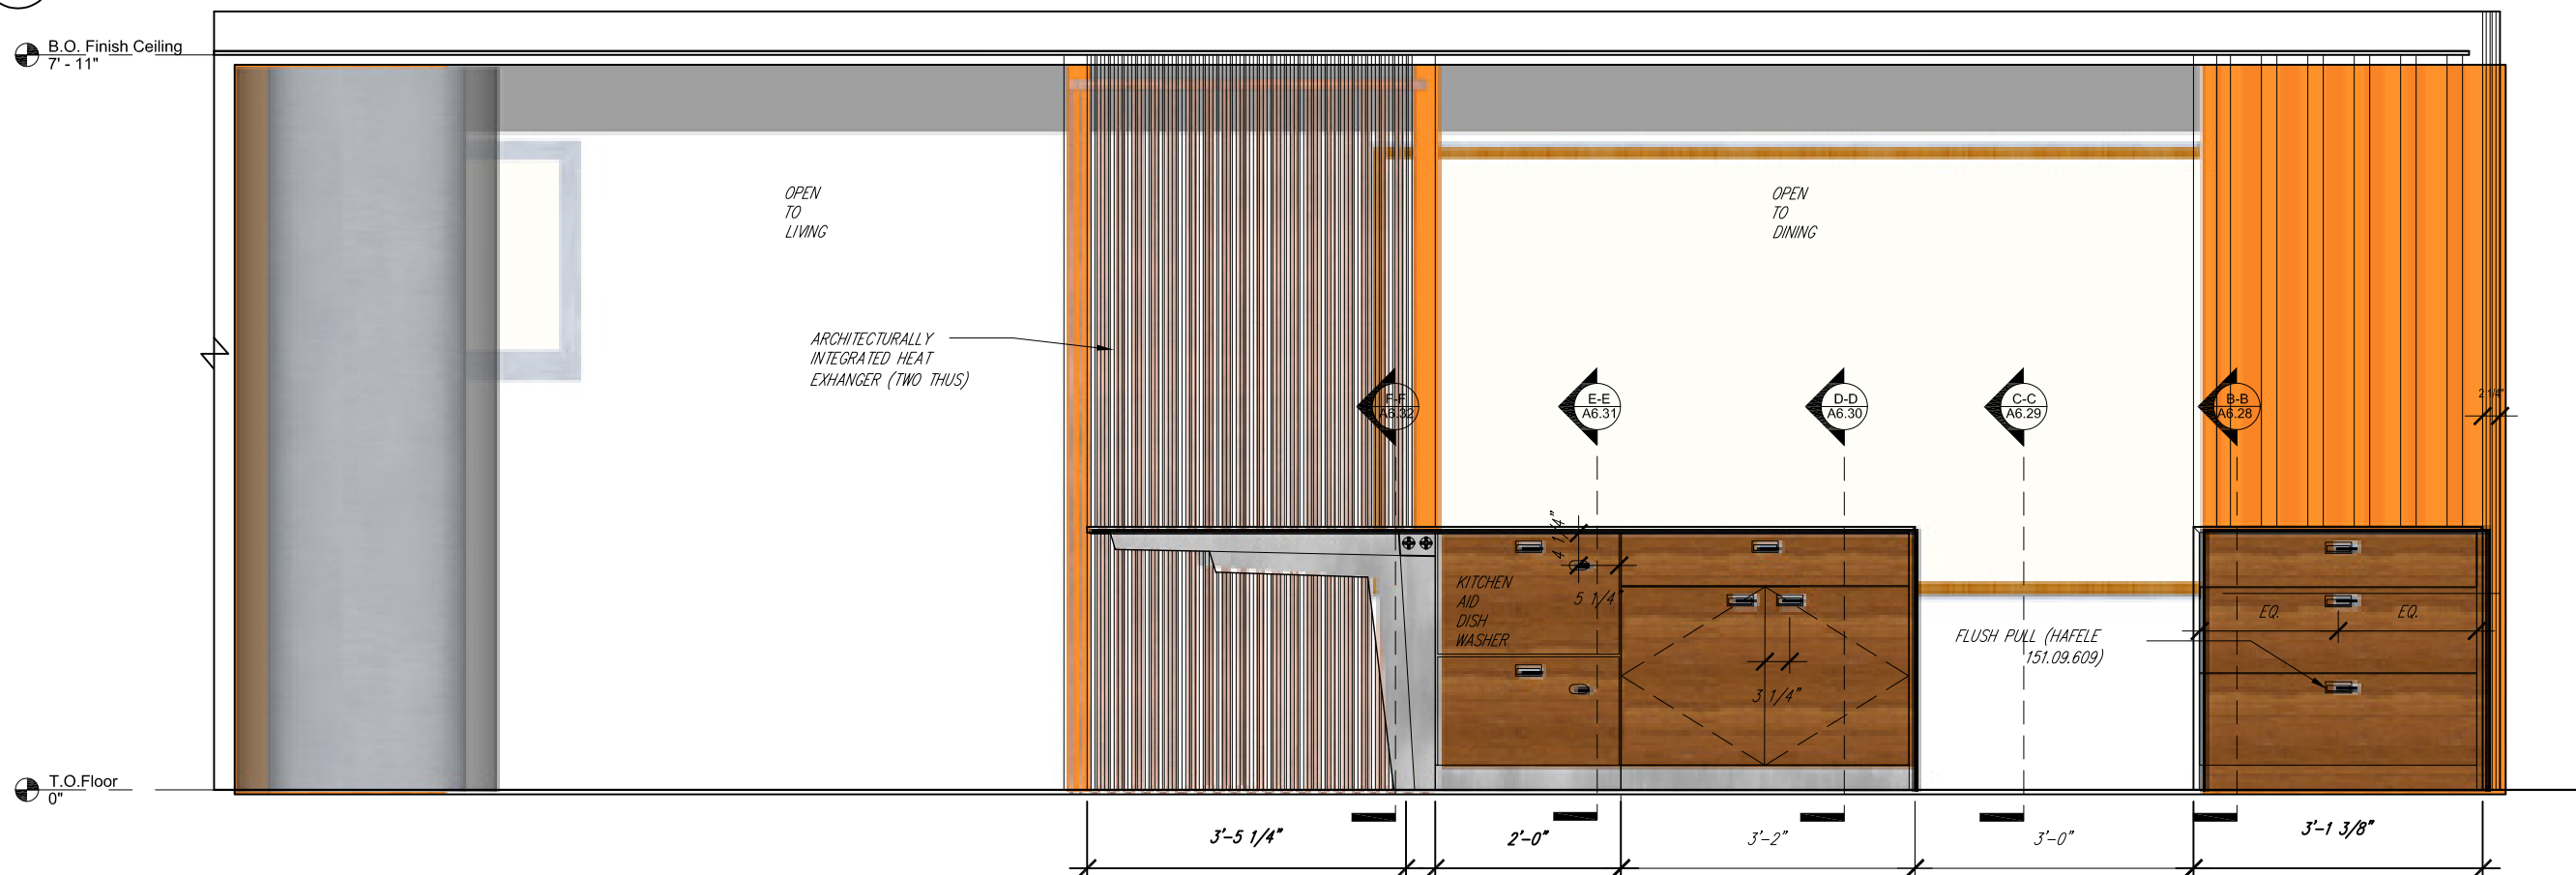 B.O. Finish Ceiling
7' - 11"
OPEN
TO
LIVING
OPEN
TO
DINING
ARCHITECTURALLY
INTEGRATED HEAT
EXHANGER (TWO THUS)
F-F
A6.32
E-E
A6.31
D-D
A6.30
C-C
A6.29
B-B
A6.28
2 1/4"
4 1/4"
5 1/4"
KITCHEN
AID
DISH
WASHER
3 1/4"
FLUSH PULL (HAFELE
151.09.609)
EQ.
EQ.
T.O.Floor
0"
3'-5 1/4"
2'-0"
3'-2"
3'-0"
3'-1 3/8"